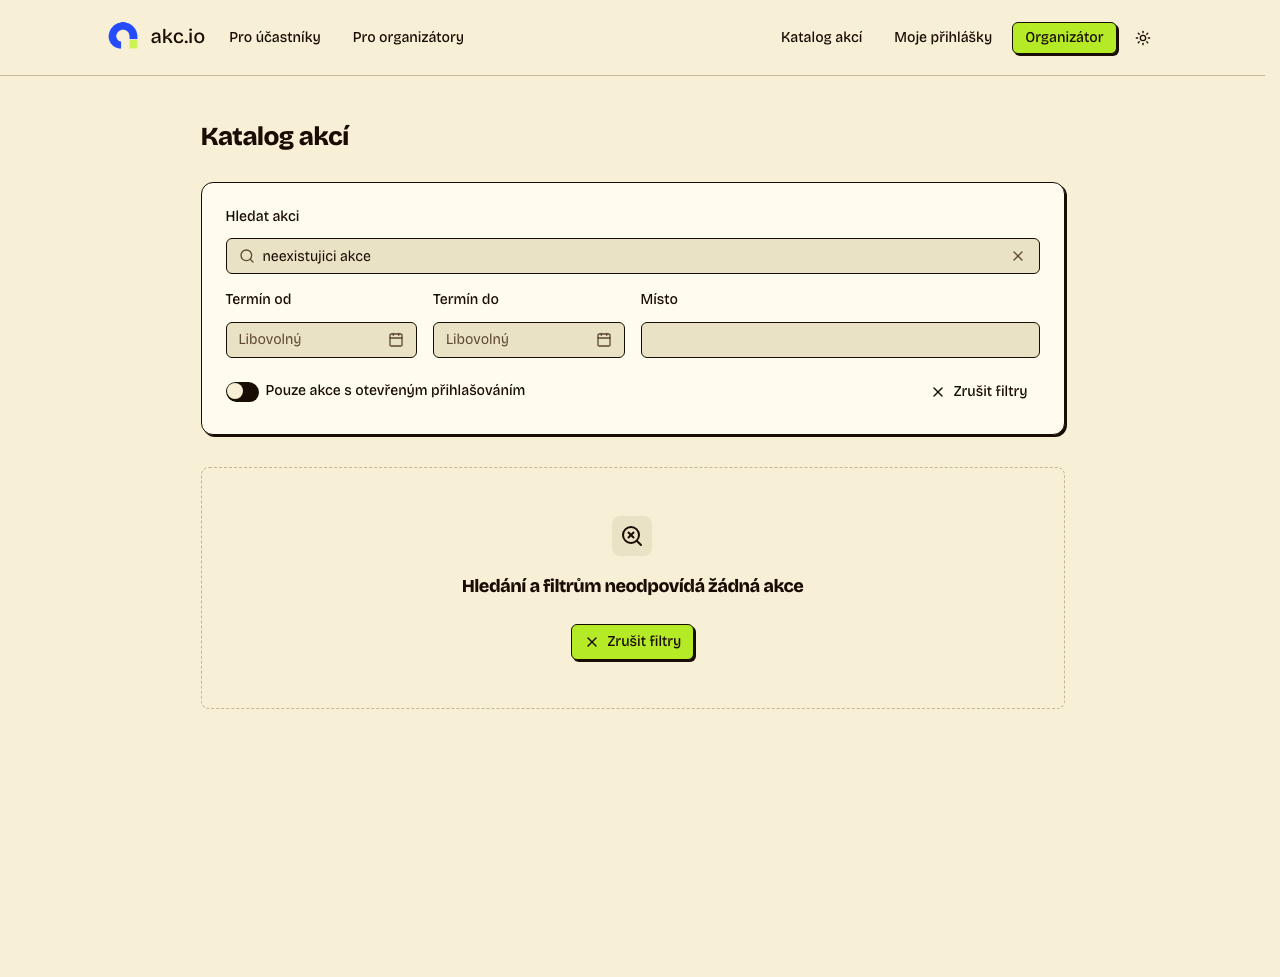 akc.io
Pro účastníky
Pro organizátory
Katalog akcí
Moje přihlášky
Organizátor
Katalog akcí
Hledat akci
neexistujici akce
Termín od
Termín do
Místo
Libovolný
Libovolný
Pouze akce s otevřeným přihlašováním
Zrušit filtry
Hledání a filtrům neodpovídá žádná akce
Zrušit filtry